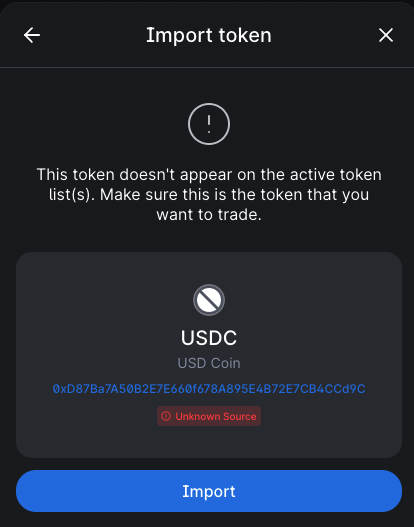 Import token
This token doesn't appear on the active token
list(s). Make sure this is the token that you
want to trade.
USDC
USD Coin
0xD87Ba7A50B2E7E660f678A895E4B72E7CB4CCd9C
Unknown Source
Import